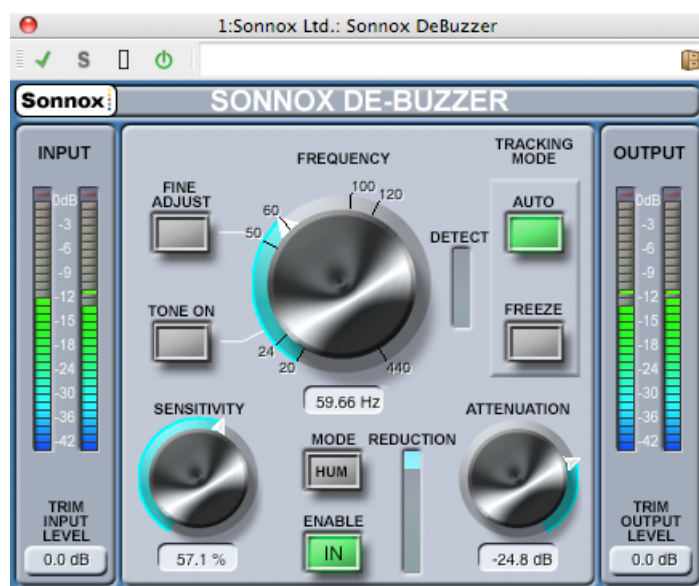 1:Sonnox Ltd.: Sonnox DeBuzzer
S
Sonnox
SONNOX DE-BUZZER
INPUT
0dB
-3
-6
-9
-12
-15
-18
-21
-24
-30
-36
-42
TRIM
INPUT
LEVEL
0.0 dB
FINE
ADJUST
TONE ON
FREQUENCY
20
24
50
60
100
120
440
59.66 Hz
DETECT
TRACKING
MODE
AUTO
FREEZE
SENSITIVITY
57.1 %
MODE
HUM
ENABLE
IN
REDUCTION
ATTENUATION
-24.8 dB
OUTPUT
0dB
-3
-6
-9
-12
-15
-18
-21
-24
-30
-36
-42
TRIM
OUTPUT
LEVEL
0.0 dB